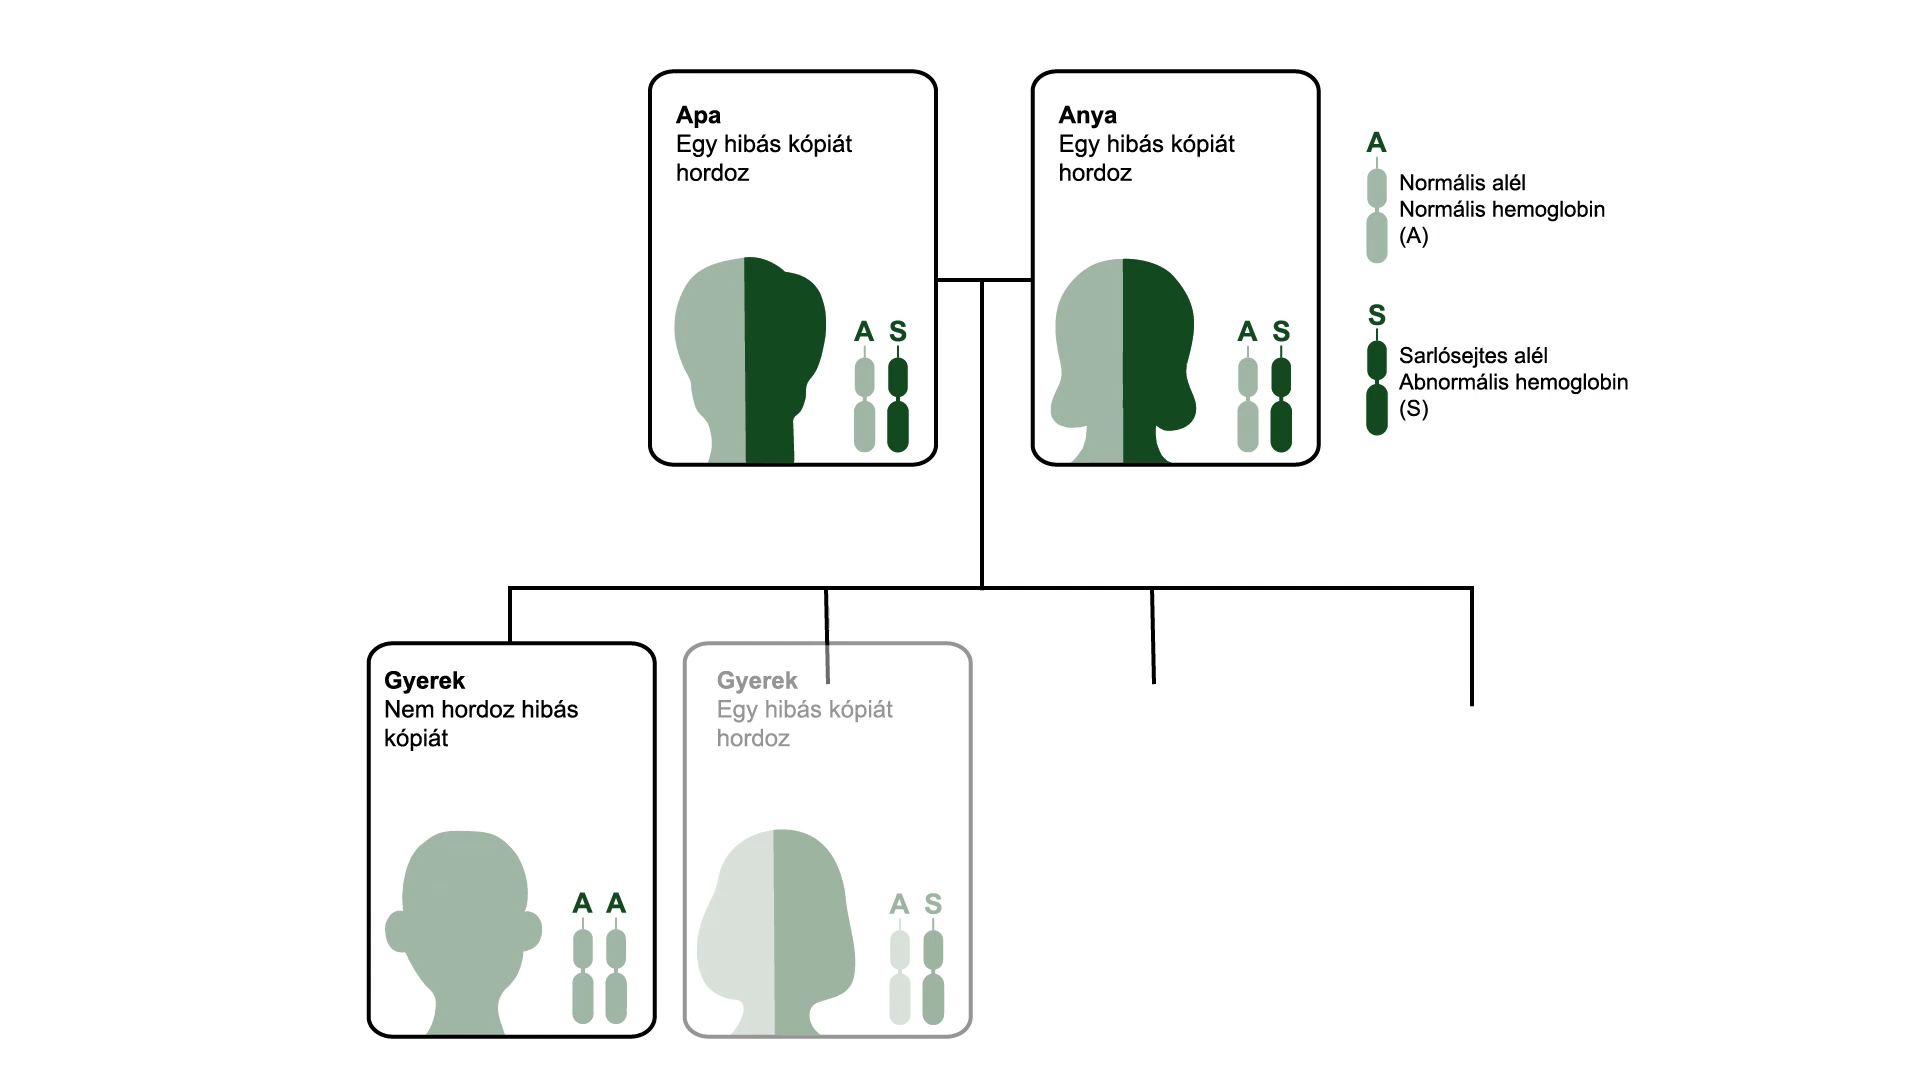 Apa
Egy hibás kópiát
hordoz
A S
Anya
Egy hibás kópiát
hordoz
A S
A
Normális alél
Normális hemoglobin
(A)
S
Sarlósejtes alél
Abnormális hemoglobin
(S)
Gyerek
Nem hordoz hibás
kópiát
A A
Gyerek
Egy hibás kópiát
hordoz
A S